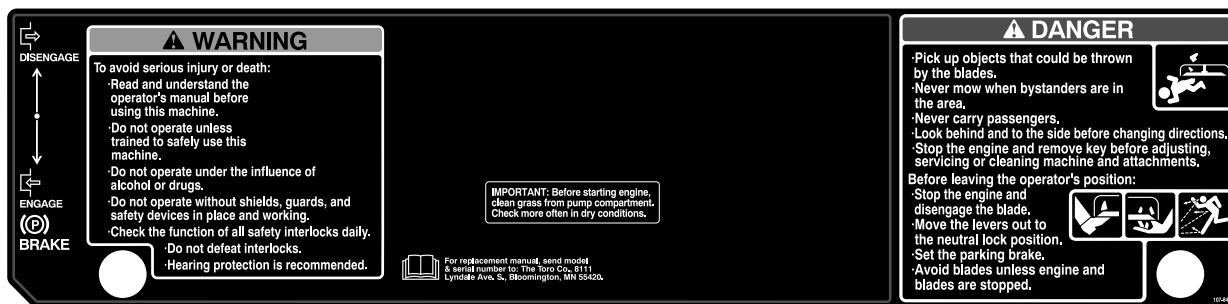 DISENGAGE
ENGAGE
(P)
BRAKE
WARNING
To avoid serious injury or death:
·Read and understand the
operator's manual before
using this machine.
·Do not operate unless
trained to safely use this
machine.
·Do not operate under the influence of
alcohol or drugs.
·Do not operate without shields, guards, and
safety devices in place and working.
·Check the function of all safety interlocks daily.
·Do not defeat interlocks.
·Hearing protection is recommended.
IMPORTANT: Before starting engine,
clean grass from pump compartment.
Check more often in dry conditions.
For replacement manual, send model
& serial number to: The Toro Co., 8111
Lyndale Ave. S., Bloomington, MN 55420.
DANGER
·Pick up objects that could be thrown
by the blades.
·Never mow when bystanders are in
the area.
·Never carry passengers.
·Look behind and to the side before changing directions.
·Stop the engine and remove key before adjusting,
servicing or cleaning machine and attachments.
Before leaving the operator's position:
·Stop the engine and
disengage the blade.
·Move the levers out to
the neutral lock position.
·Set the parking brake.
·Avoid blades unless engine and
blades are stopped.